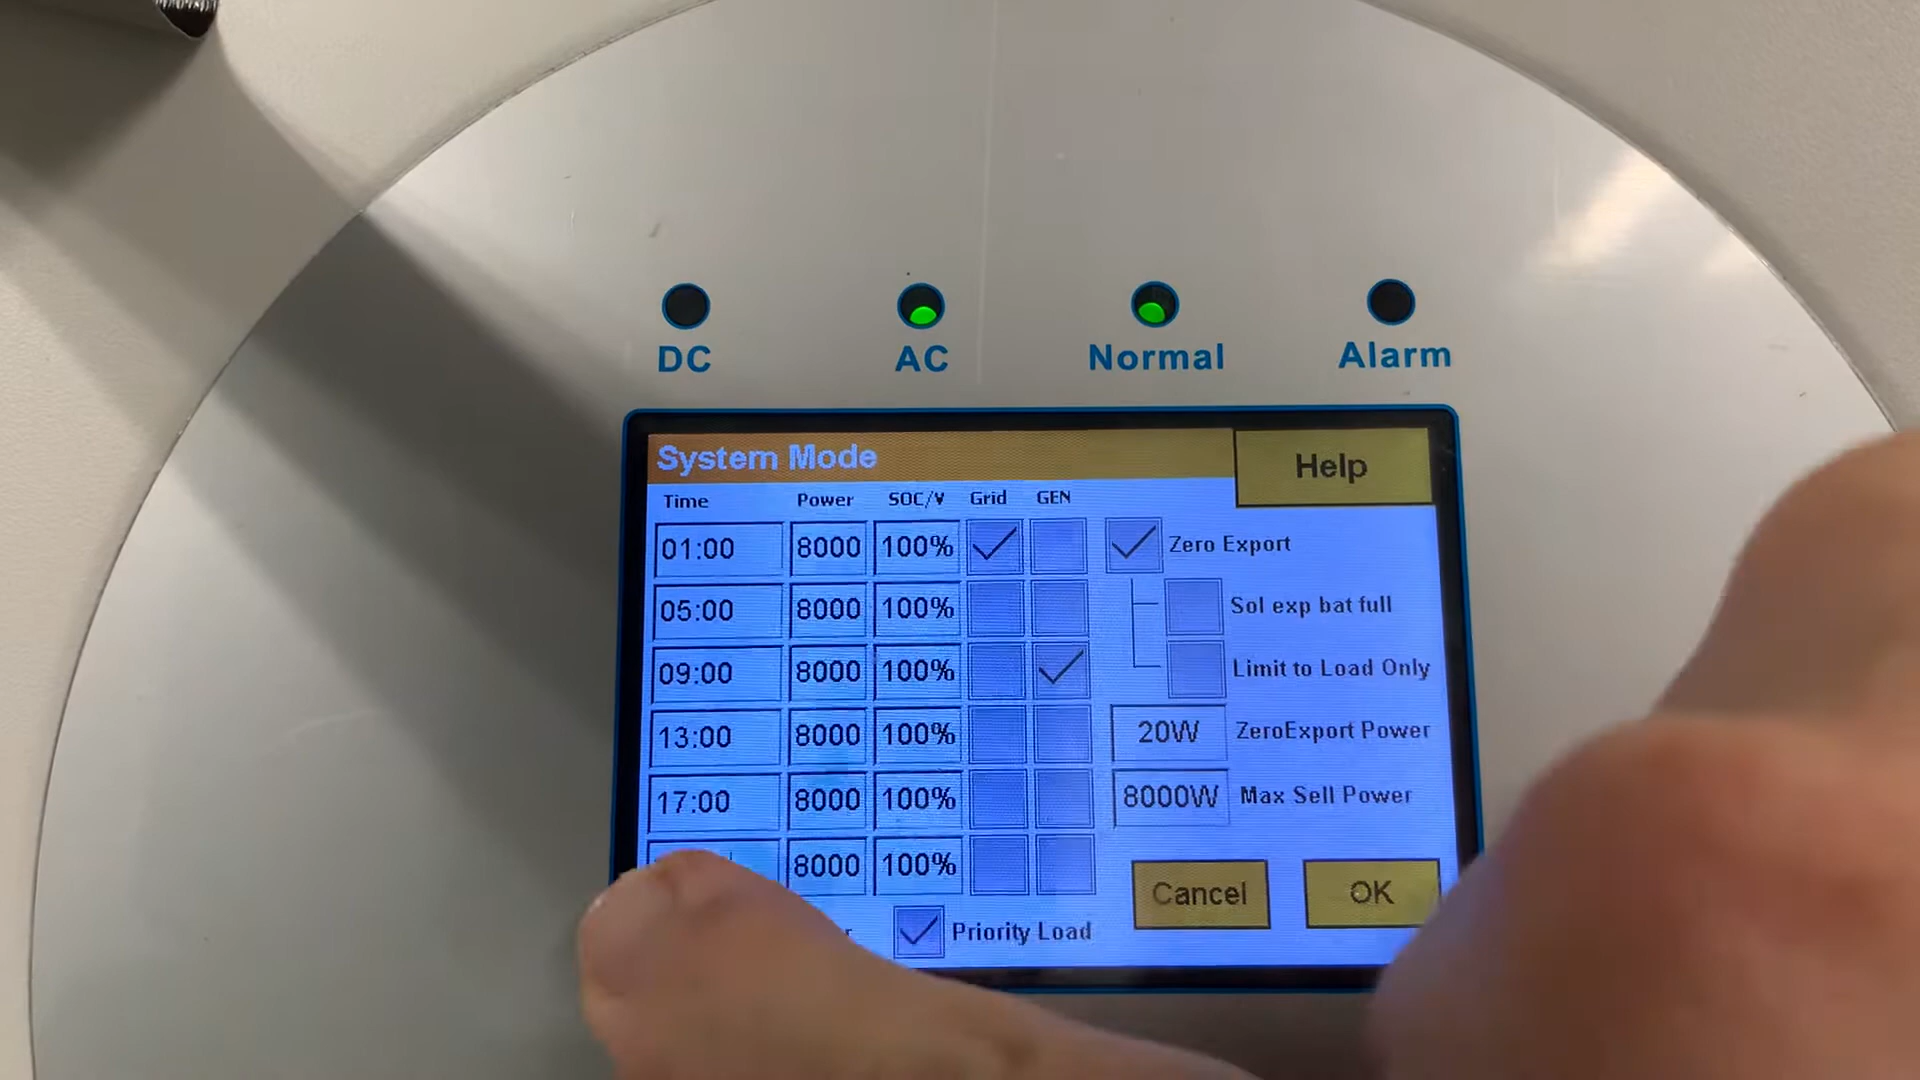 DC AC Normal Alarm
System Mode Help
Time Power SOC/V Grid GEN
01:00 8000 100% Zero Export
05:00 8000 100% Sol exp bat full
09:00 8000 100% Limit to Load Only
13:00 8000 100% 20W ZeroExport Power
17:00 8000 100% 8000W Max Sell Power
8000 100% Cancel OK
Priority Load